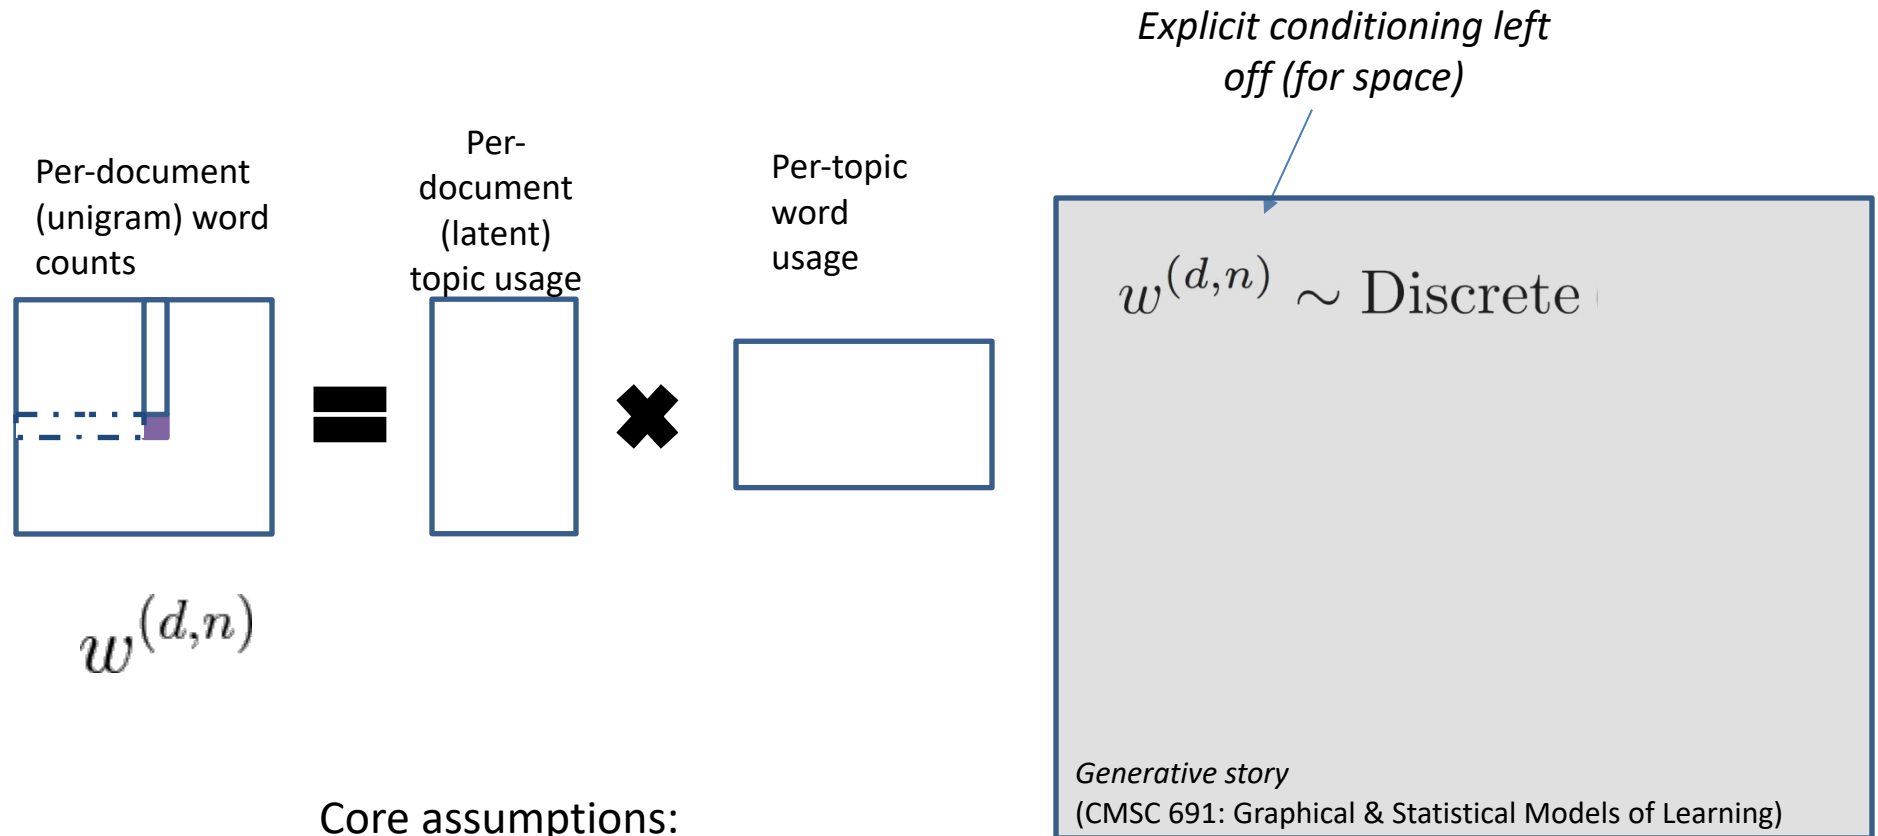 Explicit conditioning left
off (for space)
Per-document
(unigram) word
counts
Per-
document
(latent)
topic usage
Per-topic
word
usage
w^{(d,n)} ∼ Discrete
w^{(d,n)}
Core assumptions:
Generative story
(CMSC 691: Graphical & Statistical Models of Learning)